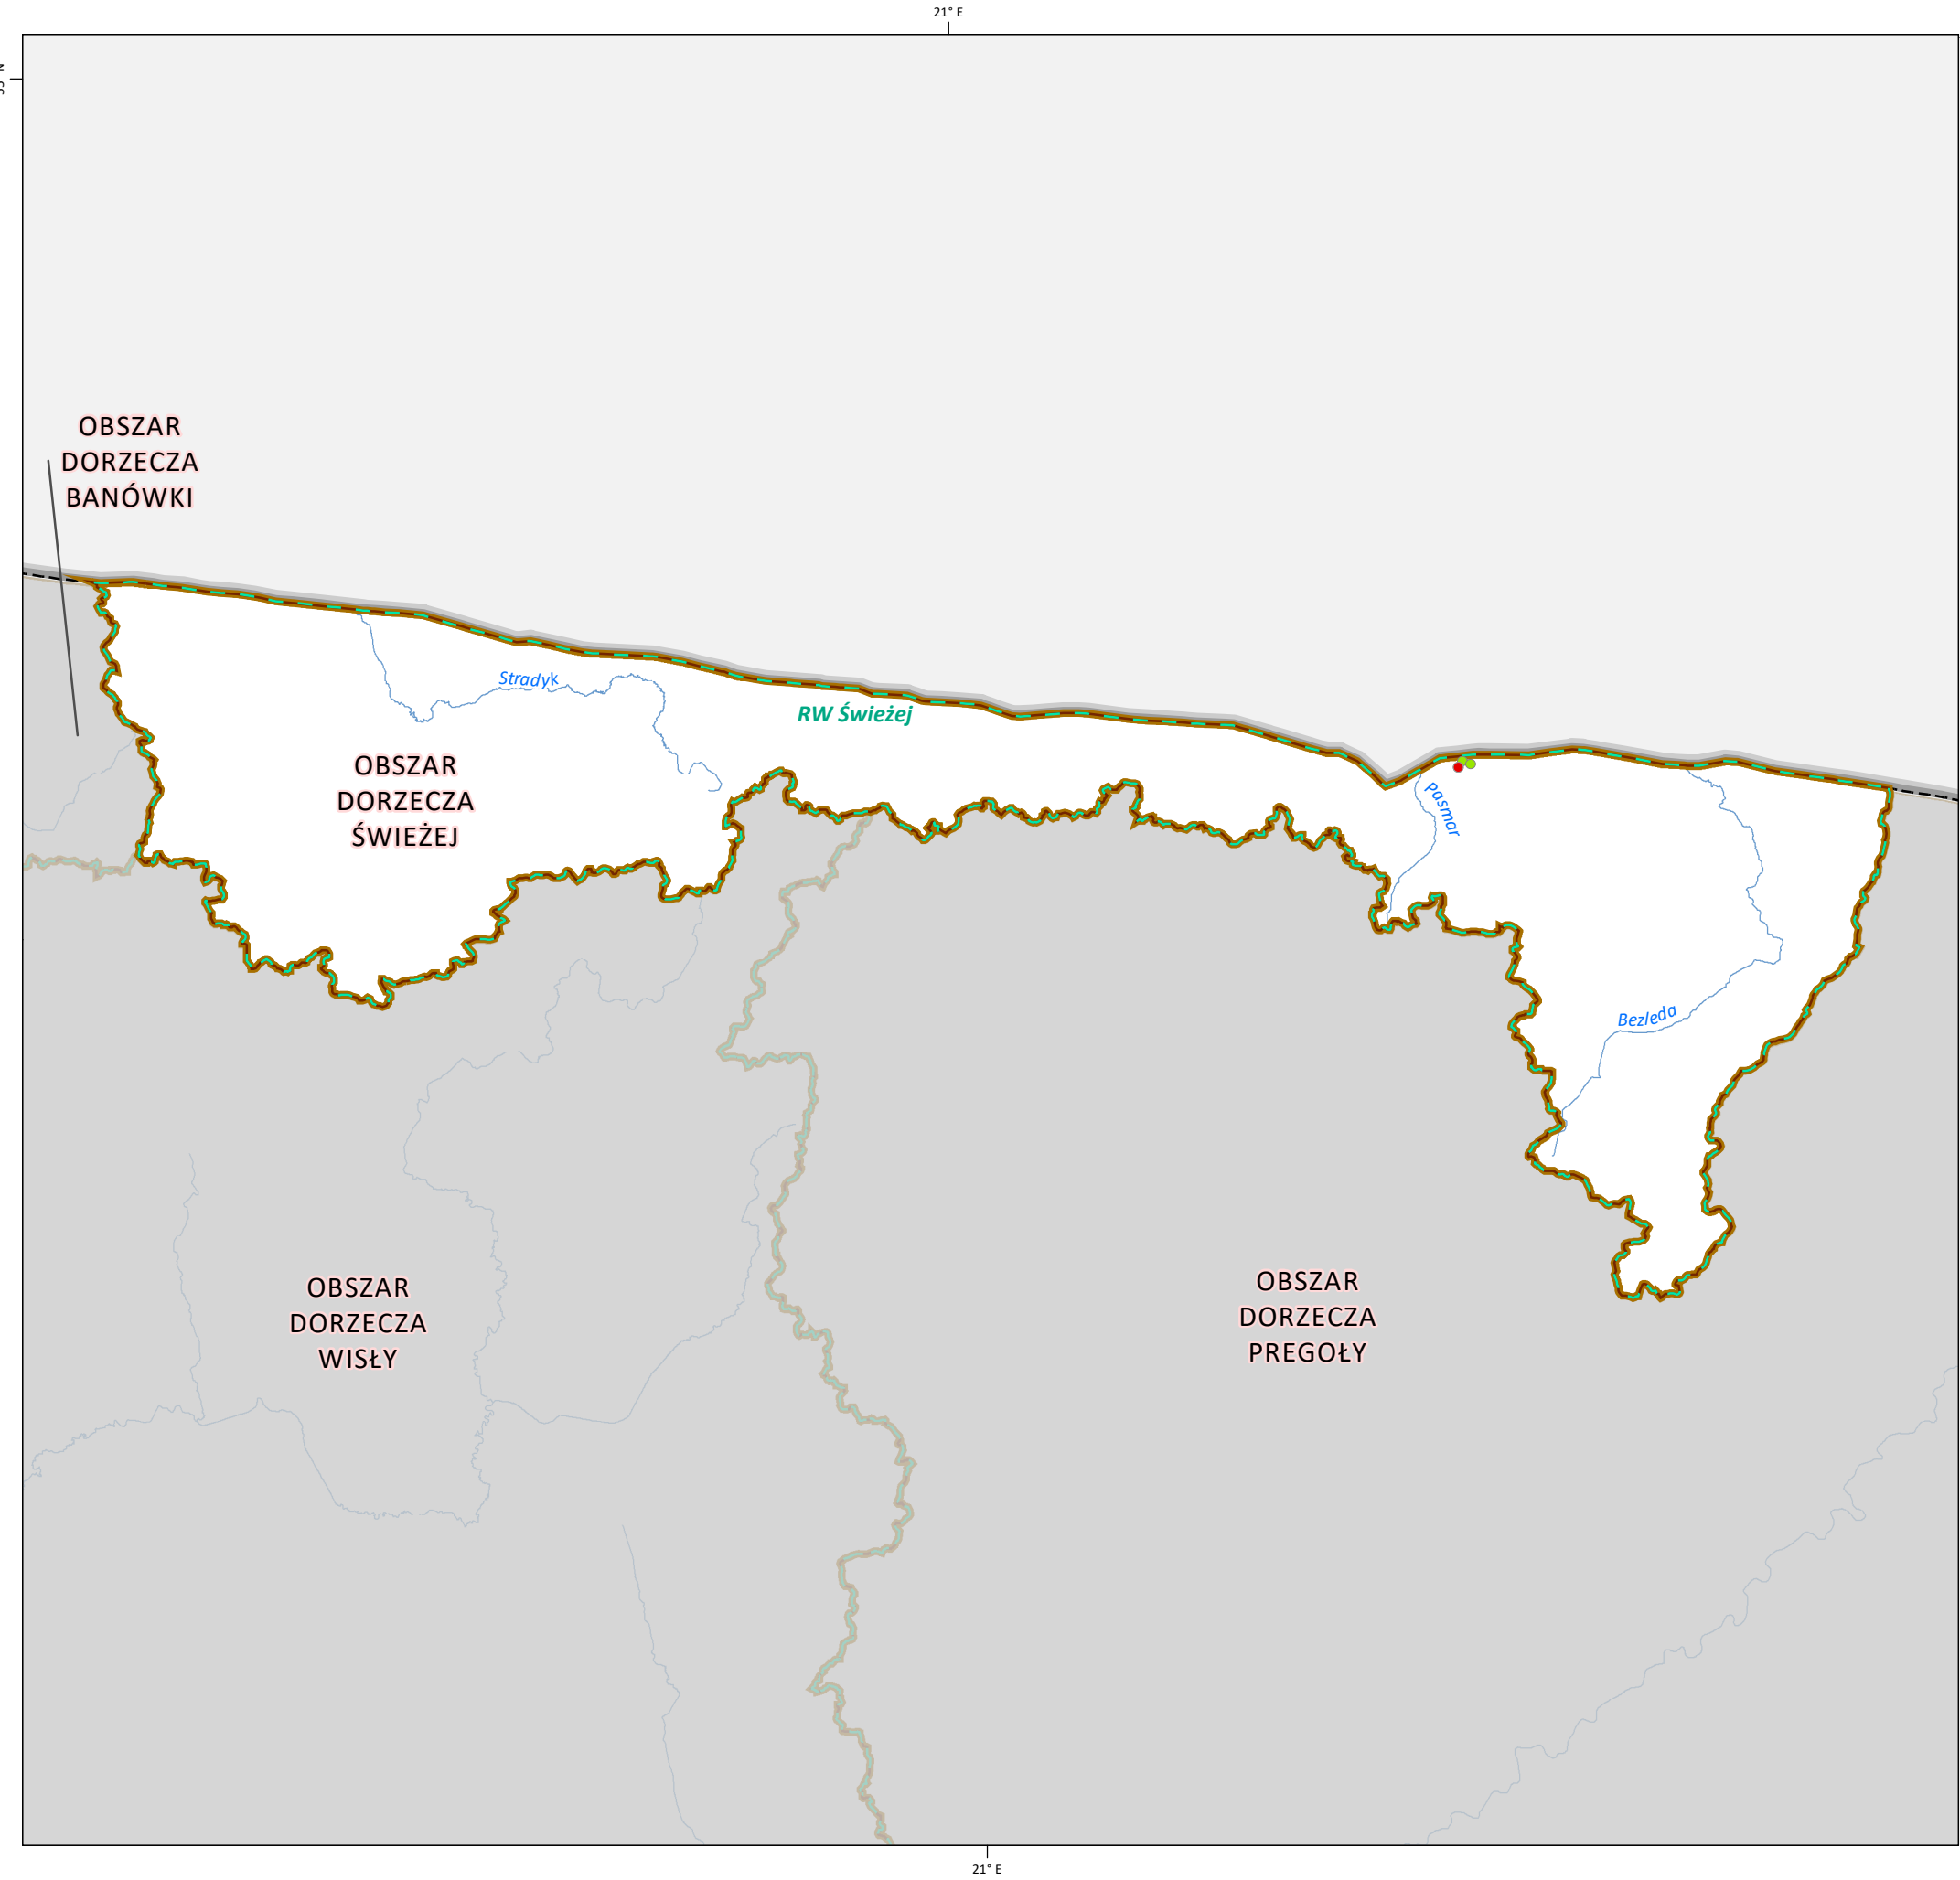 21° E
OBSZAR
DORZECZA
BANÓWKI
Stradyk
RW Świeżej
OBSZAR
DORZECZA
ŚWIEŻEJ
Pasmar
Bezleda
OBSZAR
DORZECZA
WISŁY
OBSZAR
DORZECZA
PREGOŁY
21° E